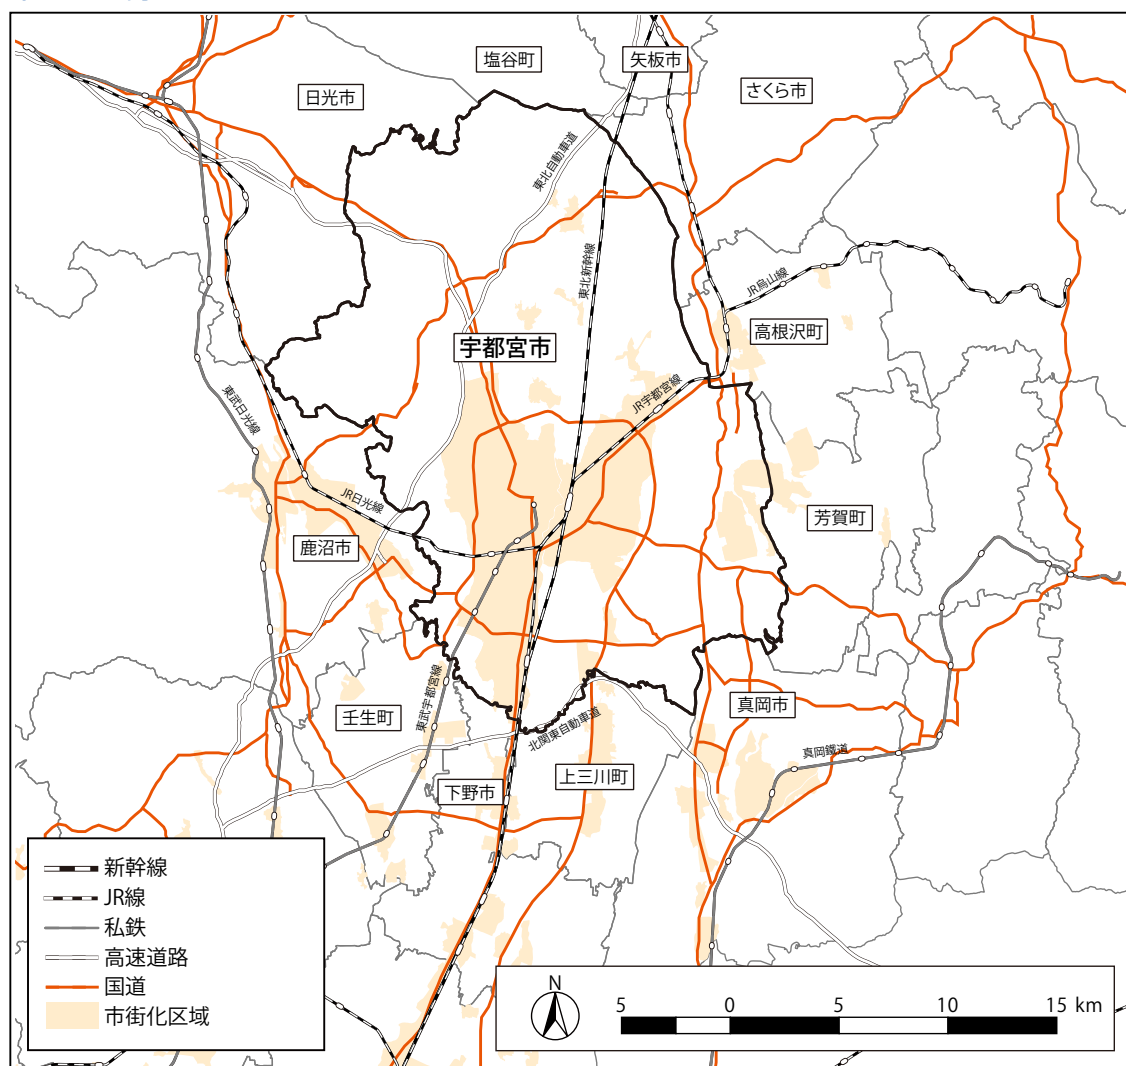 塩谷町
矢板市
日光市
さくら市
東北自動車道
東北新幹線
JR烏山線
高根沢町
宇都宮市
JR宇都宮線
東武日光線
JR日光線
芳賀町
鹿沼市
東武宇都宮線
壬生町
真岡市
北関東自動車道
真岡鐵道
下野市
上三川町
新幹線
JR線
私鉄
高速道路
国道
市街化区域
N
5 0 5 10 15 km